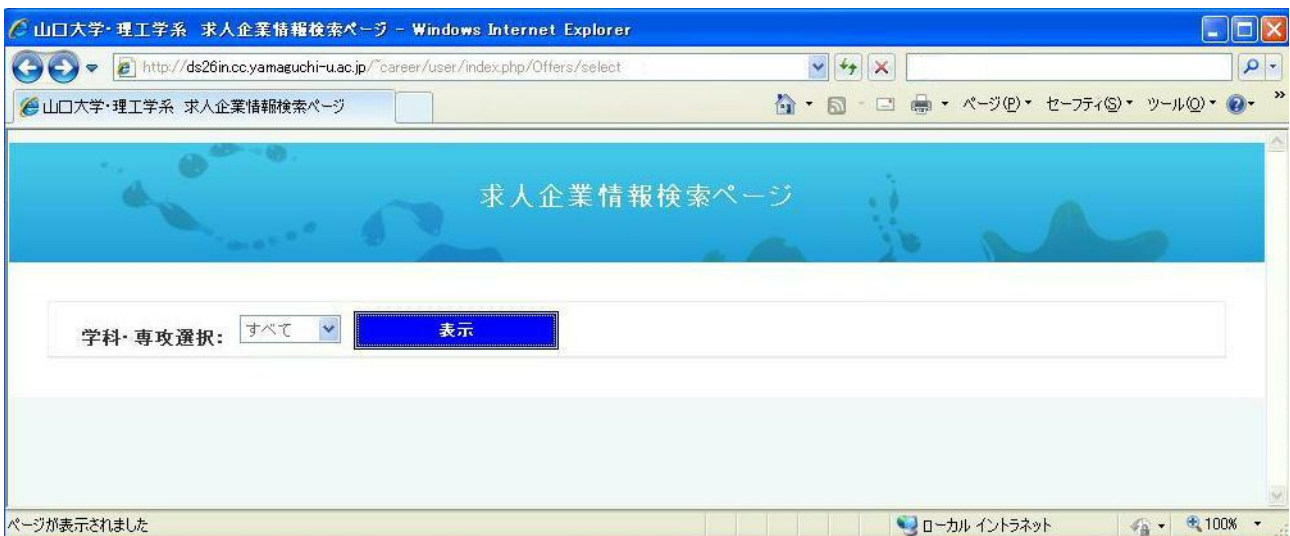 山口大学・理工学系 求人企業情報検索ページ - Windows Internet Explorer
http://ds26in.cc.yamaguchi-u.ac.jp/~career/user/index.php/Offers/select
山口大学・理工学系 求人企業情報検索ページ
ページ(P) セーフティ(S) ツール(O) »
求人企業情報検索ページ
学科・専攻選択: すべて 表示
ページが表示されました ローカル イントラネット 100%